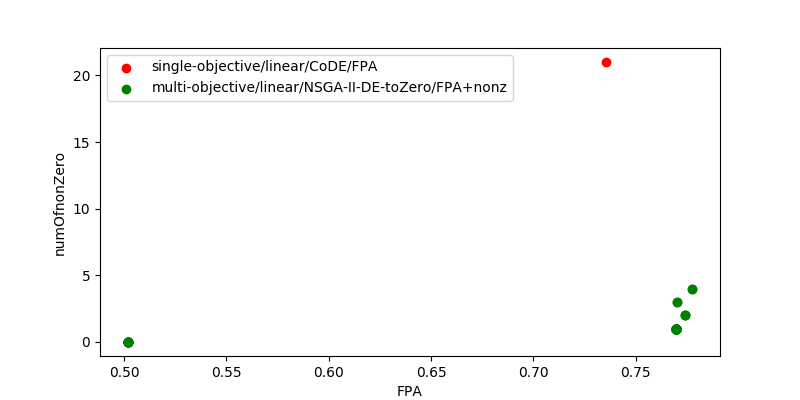 single-objective/linear/CoDE/FPA
multi-objective/linear/NSGA-II-DE-toZero/FPA+nonz
20
15
10
5
0
numOfnonZero
0.50 0.55 0.60 0.65 0.70 0.75
FPA